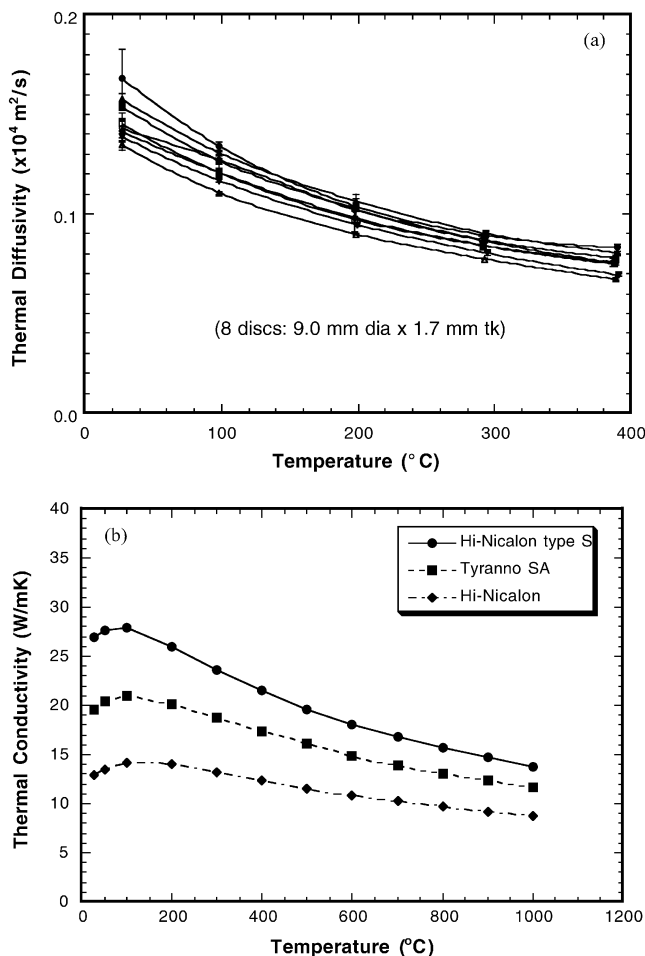 0.2
(a)
Thermal Diffusivity (x10⁴ m²/s)
0.1
(8 discs: 9.0 mm dia x 1.7 mm tk)
0.0
0 100 200 300 400
Temperature (° C)
40
(b)
Hi-Nicalon type S
35
Tyranno SA
30
Hi-Nicalon
Thermal Conductivity (W/mK)
25
20
15
10
5
0
0 200 400 600 800 1000 1200
Temperature (°C)